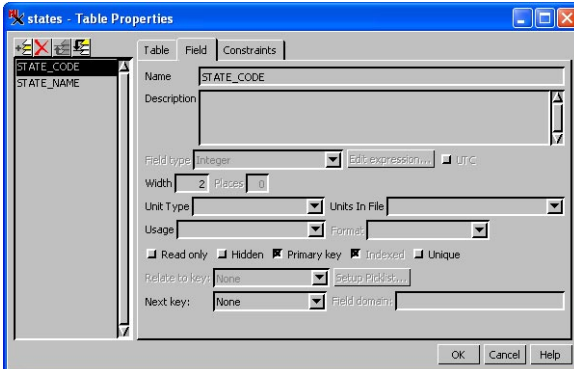 states - Table Properties
Table Field Constraints
STATE_CODE
STATE_NAME
Name STATE_CODE
Description
Field type Integer Edit expression... UTC
Width 2 Places 0
Unit Type Units In File
Usage Format
Read only Hidden Primary key Indexed Unique
Relate to key: None Setup Picklist...
Next key: None Field domain:
OK Cancel Help